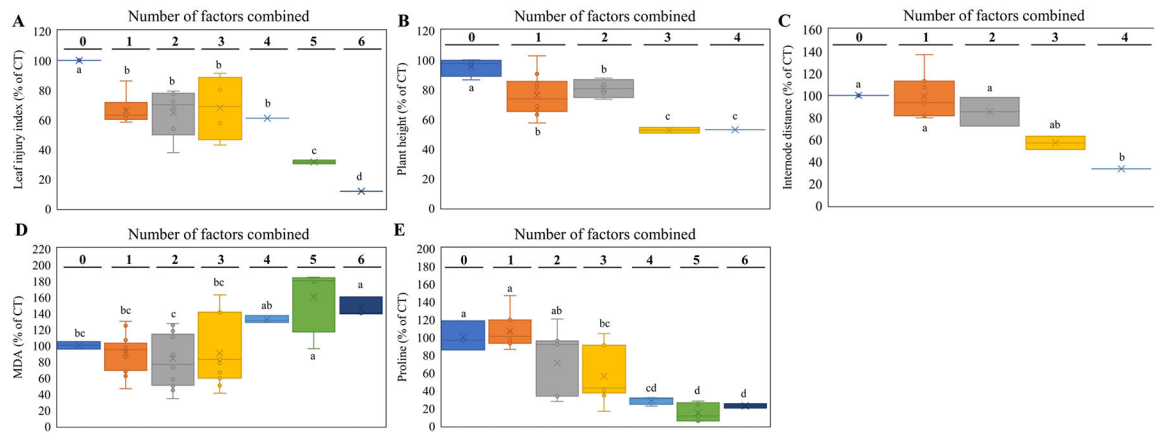 A
Number of factors combined
0 1 2 3 4 5 6
Leaf injury index (% of CT)
120
100
80
60
40
20
0
a b b b b c d
B
Number of factors combined
0 1 2 3 4
Plant height (% of CT)
120
100
80
60
40
20
0
a b b c c
C
Number of factors combined
0 1 2 3 4
Internode distance (% of CT)
160
140
120
100
80
60
40
20
0
a a a ab b
D
Number of factors combined
0 1 2 3 4 5 6
MDA (% of CT)
220
200
180
160
140
120
100
80
60
40
20
0
bc bc c bc ab a a
E
Number of factors combined
0 1 2 3 4 5 6
Proline (% of CT)
200
180
160
140
120
100
80
60
40
20
0
a a ab bc cd d d